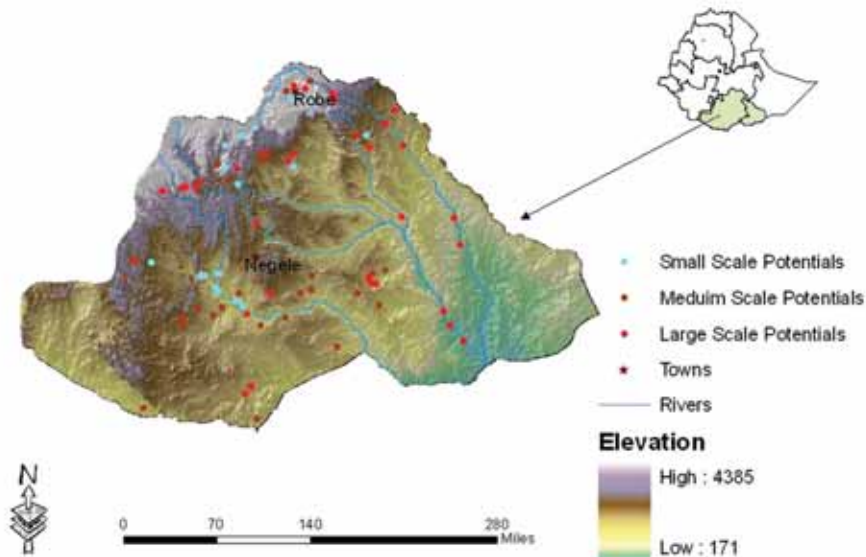 Robe
Negele
Small Scale Potentials
Meduim Scale Potentials
Large Scale Potentials
Towns
Rivers
Elevation
High : 4385
Low : 171
N
0 70 140 280
Miles